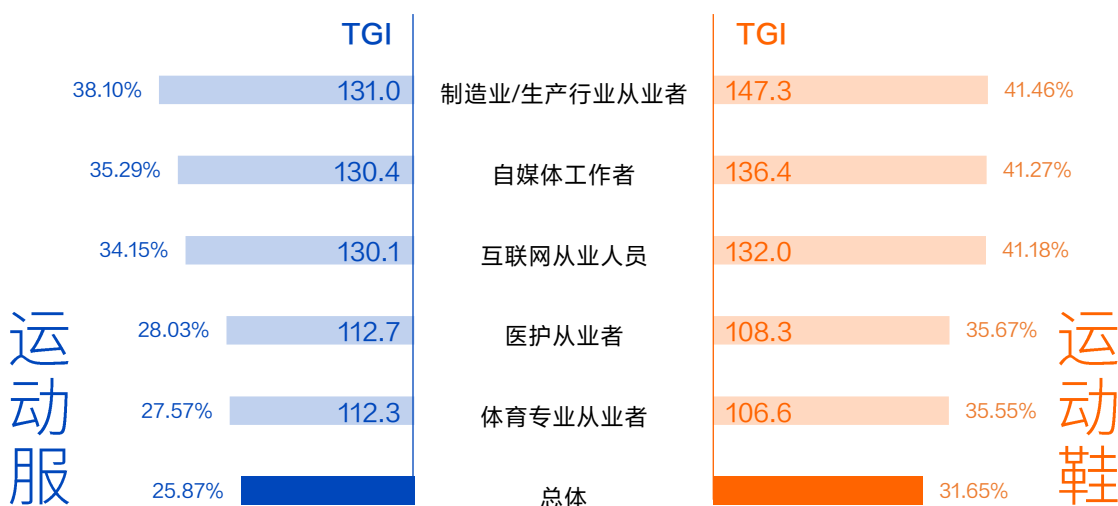 TGI
TGI
38.10% 131.0 制造业/生产行业从业者 147.3 41.46%
35.29% 130.4 自媒体工作者 136.4 41.27%
34.15% 130.1 互联网从业人员 132.0 41.18%
28.03% 112.7 医护从业者 108.3 35.67%
27.57% 112.3 体育专业从业者 106.6 35.55%
25.87% 总体 31.65%
运动服
运动鞋